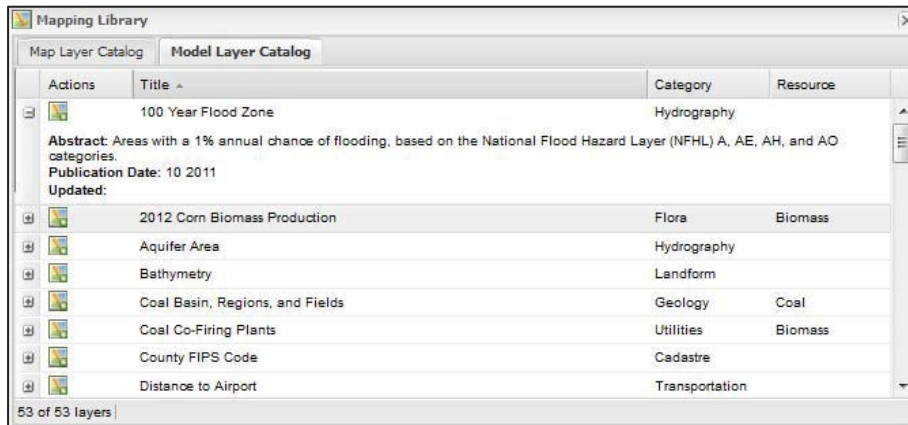 Mapping Library
Map Layer Catalog Model Layer Catalog
Actions Title Category Resource
100 Year Flood Zone Hydrography
Abstract: Areas with a 1% annual chance of flooding, based on the National Flood Hazard Layer (NFHL) A, AE, AH, and AO
categories.
Publication Date: 10 2011
Updated:
2012 Corn Biomass Production Flora Biomass
Aquifer Area Hydrography
Bathymetry Landform
Coal Basin, Regions, and Fields Geology Coal
Coal Co-Firing Plants Utilities Biomass
County FIPS Code Cadastre
Distance to Airport Transportation
53 of 53 layers